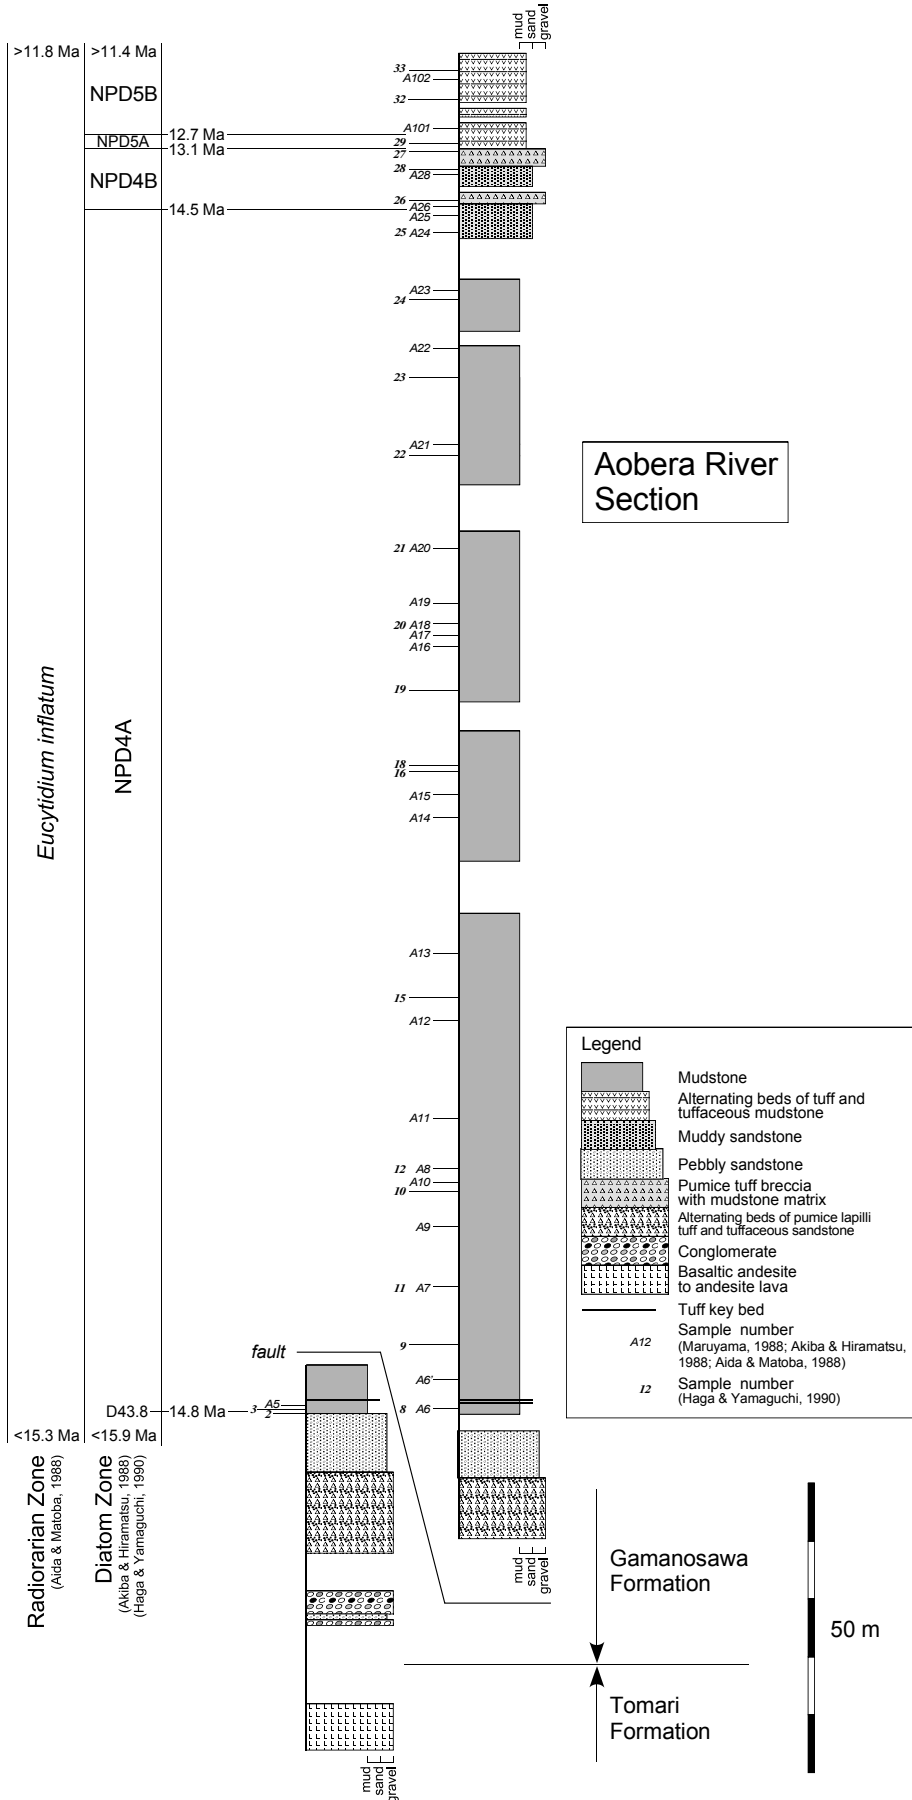 mud
sand
gravel
>11.8 Ma
>11.4 Ma
NPD5B
12.7 Ma
NPD5A
13.1 Ma
NPD4B
14.5 Ma
33
A102
32
A101
29
27
28
A28
26
A26
A25
25 A24
A23
24
A22
23
A21
22
Aobera River
Section
21 A20
A19
20 A18
A17
A16
19
Eucytidium inflatum
NPD4A
18
16
A15
A14
A13
15
A12
A11
12 A8
A10
10
A9
11 A7
9
A6'
8 A6
fault
A5
3
2
D43.8
14.8 Ma
<15.3 Ma
<15.9 Ma
Radiorarian Zone
(Aida & Matoba, 1988)
Diatom Zone
(Akiba & Hiramatsu, 1988)
(Haga & Yamaguchi, 1990)
Legend
Mudstone
Alternating beds of tuff and
tuffaceous mudstone
Muddy sandstone
Pebbly sandstone
Pumice tuff breccia
with mudstone matrix
Alternating beds of pumice lapilli
tuff and tuffaceous sandstone
Conglomerate
Basaltic andesite
to andesite lava
Tuff key bed
A12
Sample number
(Maruyama, 1988; Akiba & Hiramatsu,
1988; Aida & Matoba, 1988)
12
Sample number
(Haga & Yamaguchi, 1990)
mud
sand
gravel
Gamanosawa
Formation
Tomari
Formation
50 m
mud
sand
gravel